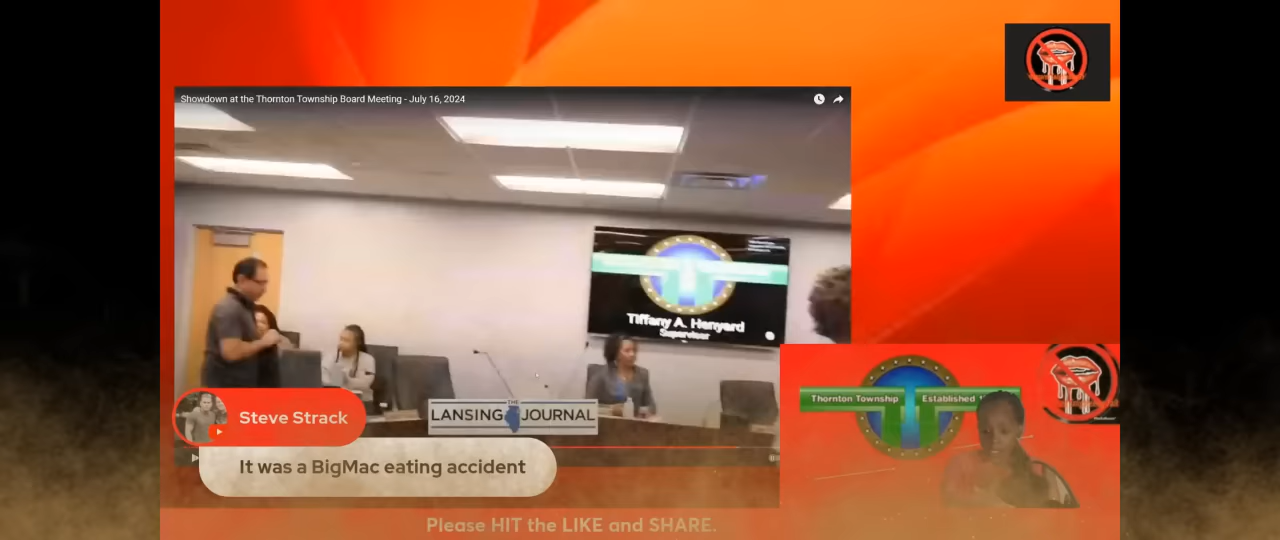 Showdown at the Thornton Township Board Meeting - July 16, 2024
Tiffany A. Henyard
Supervisor
Steve Strack
THE
LANSING JOURNAL
It was a BigMac eating accident
Thornton Township
Established
Please HIT the LIKE and SHARE.